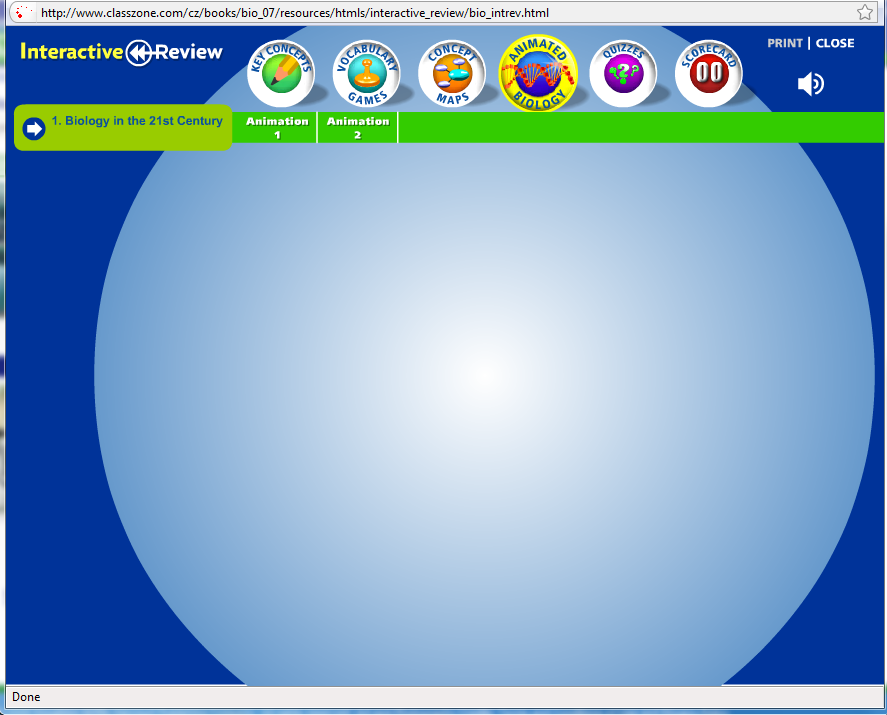 http://www.classzone.com/cz/books/bio_07/resources/htmls/interactive_review/bio_intrev.html
Interactive Review
KEY CONCEPTS
VOCABULARY GAMES
CONCEPT MAPS
ANIMATED BIOLOGY
QUIZZES
???
SCORECARD
00
PRINT | CLOSE
1. Biology in the 21st Century
Animation
1
Animation
2
Done